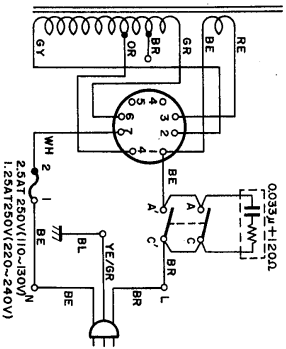 GY
OR
BR
GR
BE
RE
5
4
6
3
7
2
4
1
WH
BE
2
1
2.5AT 250V(110~130V)
1.25AT250V(220~240V)
A'
A
C'
C
0.033μ+120Ω
BE
BL
YE/GR
BR
N
BE
BR
L